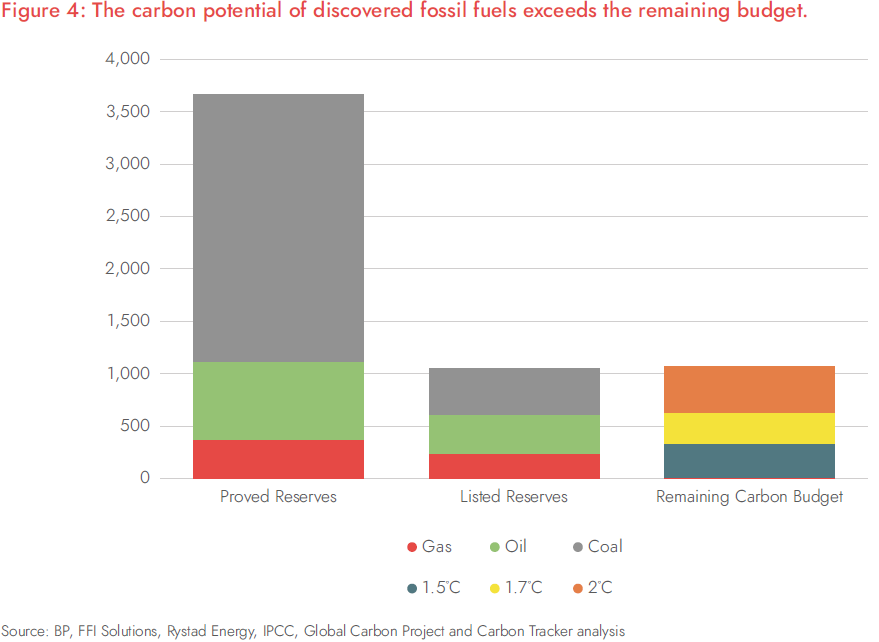 Figure 4: The carbon potential of discovered fossil fuels exceeds the remaining budget.
4,000
3,500
3,000
2,500
2,000
1,500
1,000
500
0
Proved Reserves Listed Reserves Remaining Carbon Budget
Gas Oil Coal
1.5°C 1.7°C 2°C
Source: BP, FFI Solutions, Rystad Energy, IPCC, Global Carbon Project and Carbon Tracker analysis